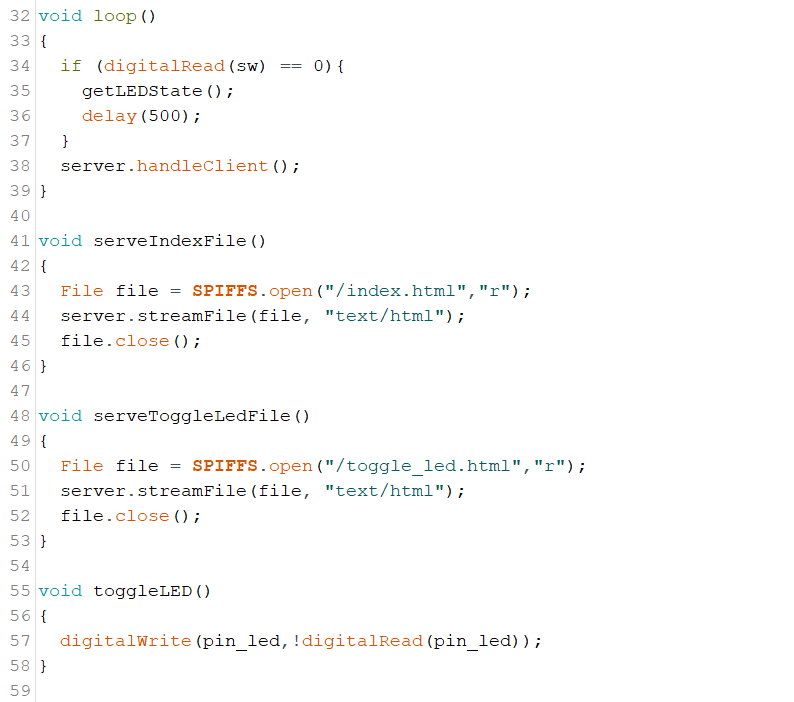 32 void loop()
33 {
34   if (digitalRead(sw) == 0){
35     getLEDState();
36     delay(500);
37   }
38   server.handleClient();
39 }
40
41 void serveIndexFile()
42 {
43   File file = SPIFFS.open("/index.html","r");
44   server.streamFile(file, "text/html");
45   file.close();
46 }
47
48 void serveToggleLedFile()
49 {
50   File file = SPIFFS.open("/toggle_led.html","r");
51   server.streamFile(file, "text/html");
52   file.close();
53 }
54
55 void toggleLED()
56 {
57   digitalWrite(pin_led,!digitalRead(pin_led));
58 }
59